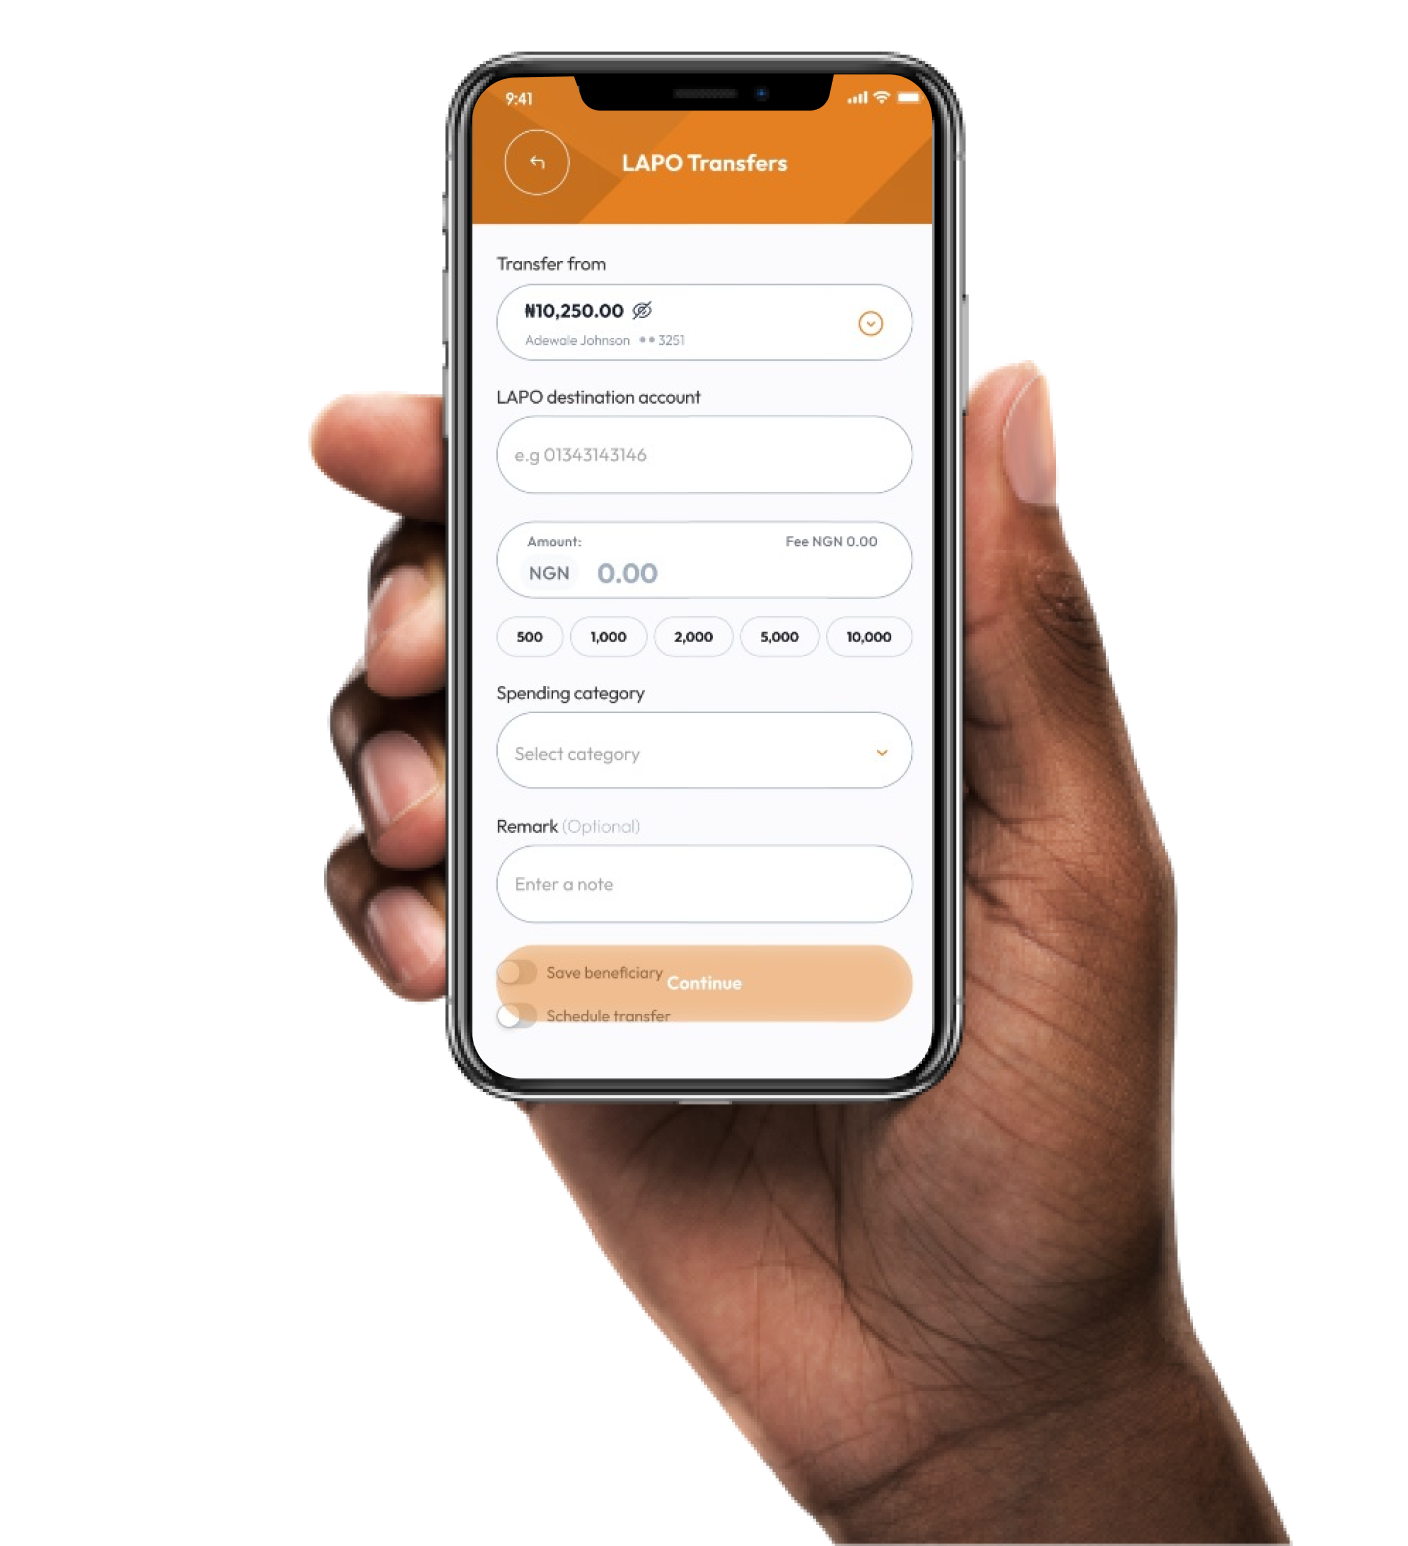 9:41
LAPO Transfers
Transfer from
₦10,250.00
Adewale Johnson •• 3251
LAPO destination account
e.g 01343143146
Amount: Fee NGN 0.00
NGN 0.00
500 1,000 2,000 5,000 10,000
Spending category
Select category
Remark (Optional)
Enter a note
Save beneficiary
Continue
Schedule transfer